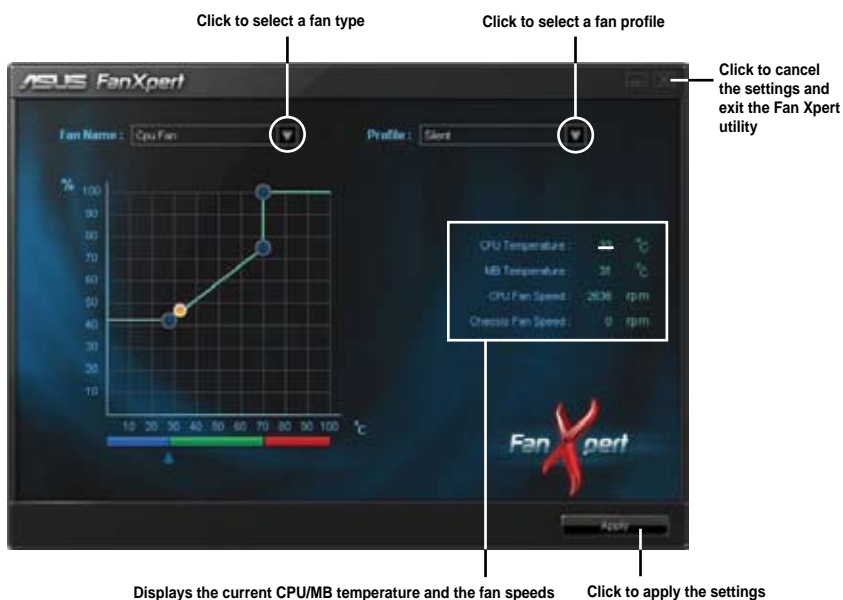 Click to select a fan type
Click to select a fan profile
Click to cancel
the settings and
exit the Fan Xpert
utility
ASUS FanXpert
Fan Name : Cpu Fan
Profile : Silent
%
100
90
80
70
60
50
40
30
20
10
10 20 30 40 50 60 70 80 90 100 °C
CPU Temperature : °C
MB Temperature : 31 °C
CPU Fan Speed : 2636 rpm
Chassis Fan Speed : 0 rpm
Fan Xpert
Apply
Displays the current CPU/MB temperature and the fan speeds
Click to apply the settings